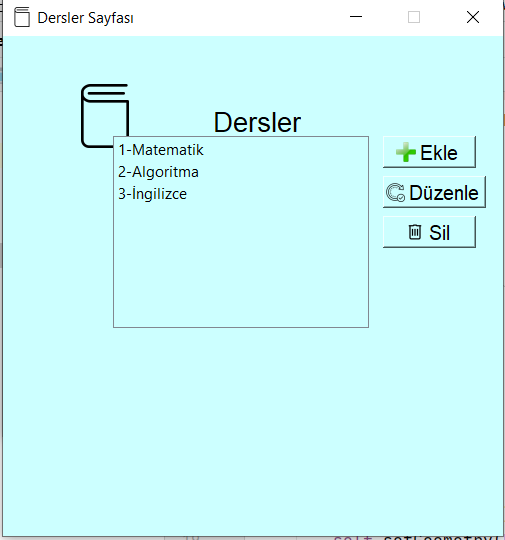 Dersler Sayfası
Dersler
1-Matematik
2-Algoritma
3-İngilizce
Ekle
Düzenle
Sil